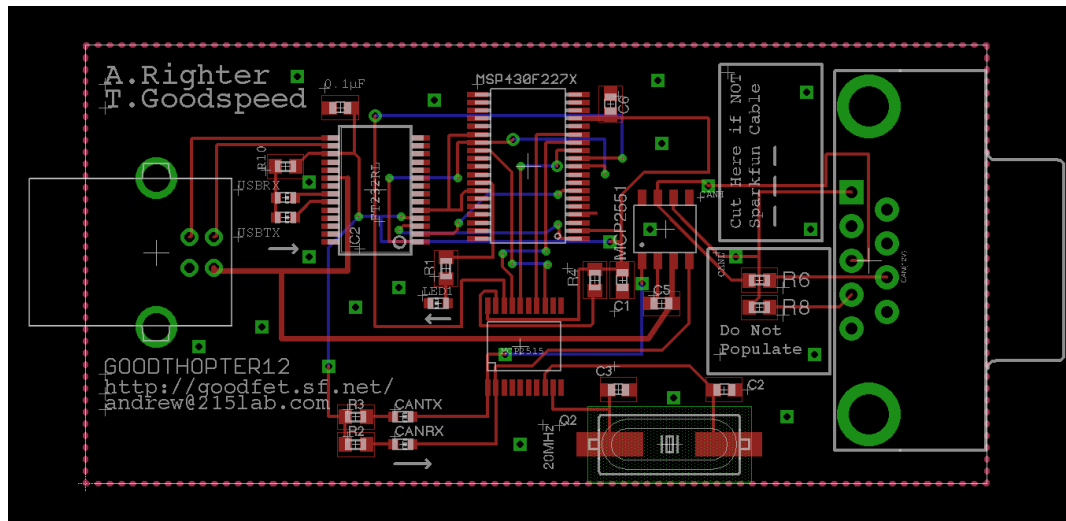 A.Righter
T.Goodspeed
0.1µF
MSP430F227X
C6
Cut Here if NOT
Sparkfun Cable
R10
USBRX
USBTX
FT232RL
IC2
MCP2551
CANH
R1
LED1
R4
C1
C5
R6
R8
Do Not
Populate
GOODTHOPTER12
http://goodfet.sf.net/
andrew@215lab.com
C3
C2
R3
CANTX
R2
CANRX
20MHz
Q2